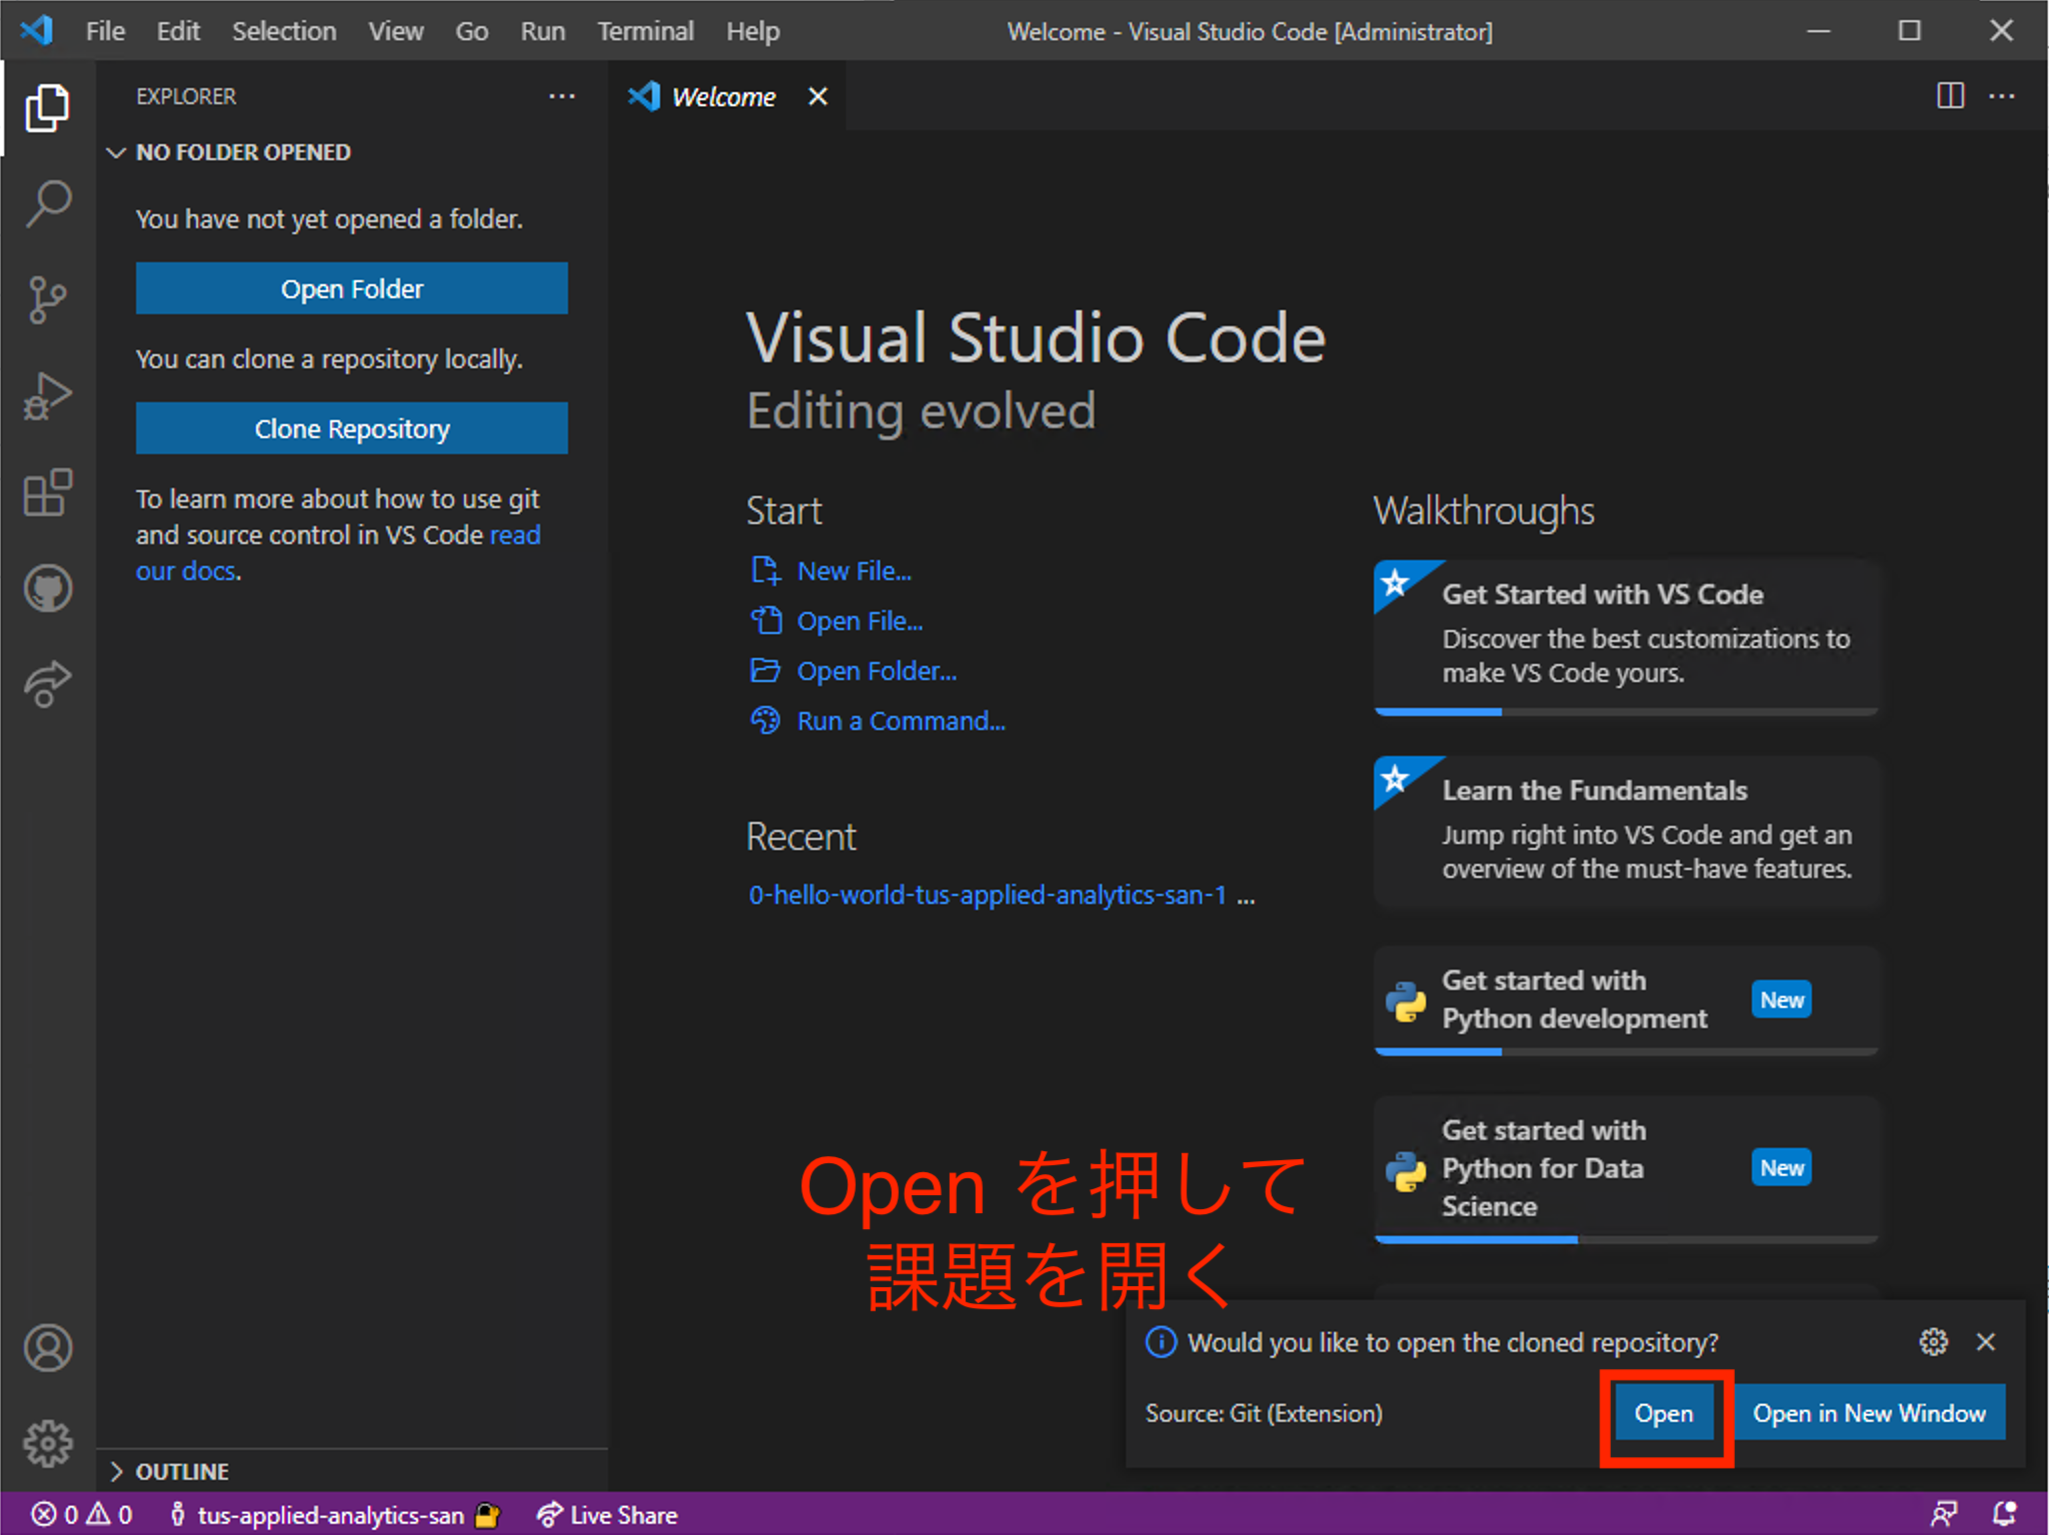 File Edit Selection View Go Run Terminal Help
Welcome - Visual Studio Code [Administrator]
EXPLORER
Welcome
NO FOLDER OPENED
You have not yet opened a folder.
Open Folder
You can clone a repository locally.
Clone Repository
To learn more about how to use git
and source control in VS Code read
our docs.
Visual Studio Code
Editing evolved
Start
New File...
Open File...
Open Folder...
Run a Command...
Recent
0-hello-world-tus-applied-analytics-san-1 ...
Walkthroughs
Get Started with VS Code
Discover the best customizations to
make VS Code yours.
Learn the Fundamentals
Jump right into VS Code and get an
overview of the must-have features.
Get started with
Python development
New
Get started with
Python for Data
Science
New
Open を押して
課題を開く
Would you like to open the cloned repository?
Source: Git (Extension)
Open
Open in New Window
OUTLINE
0 0 tus-applied-analytics-san Live Share